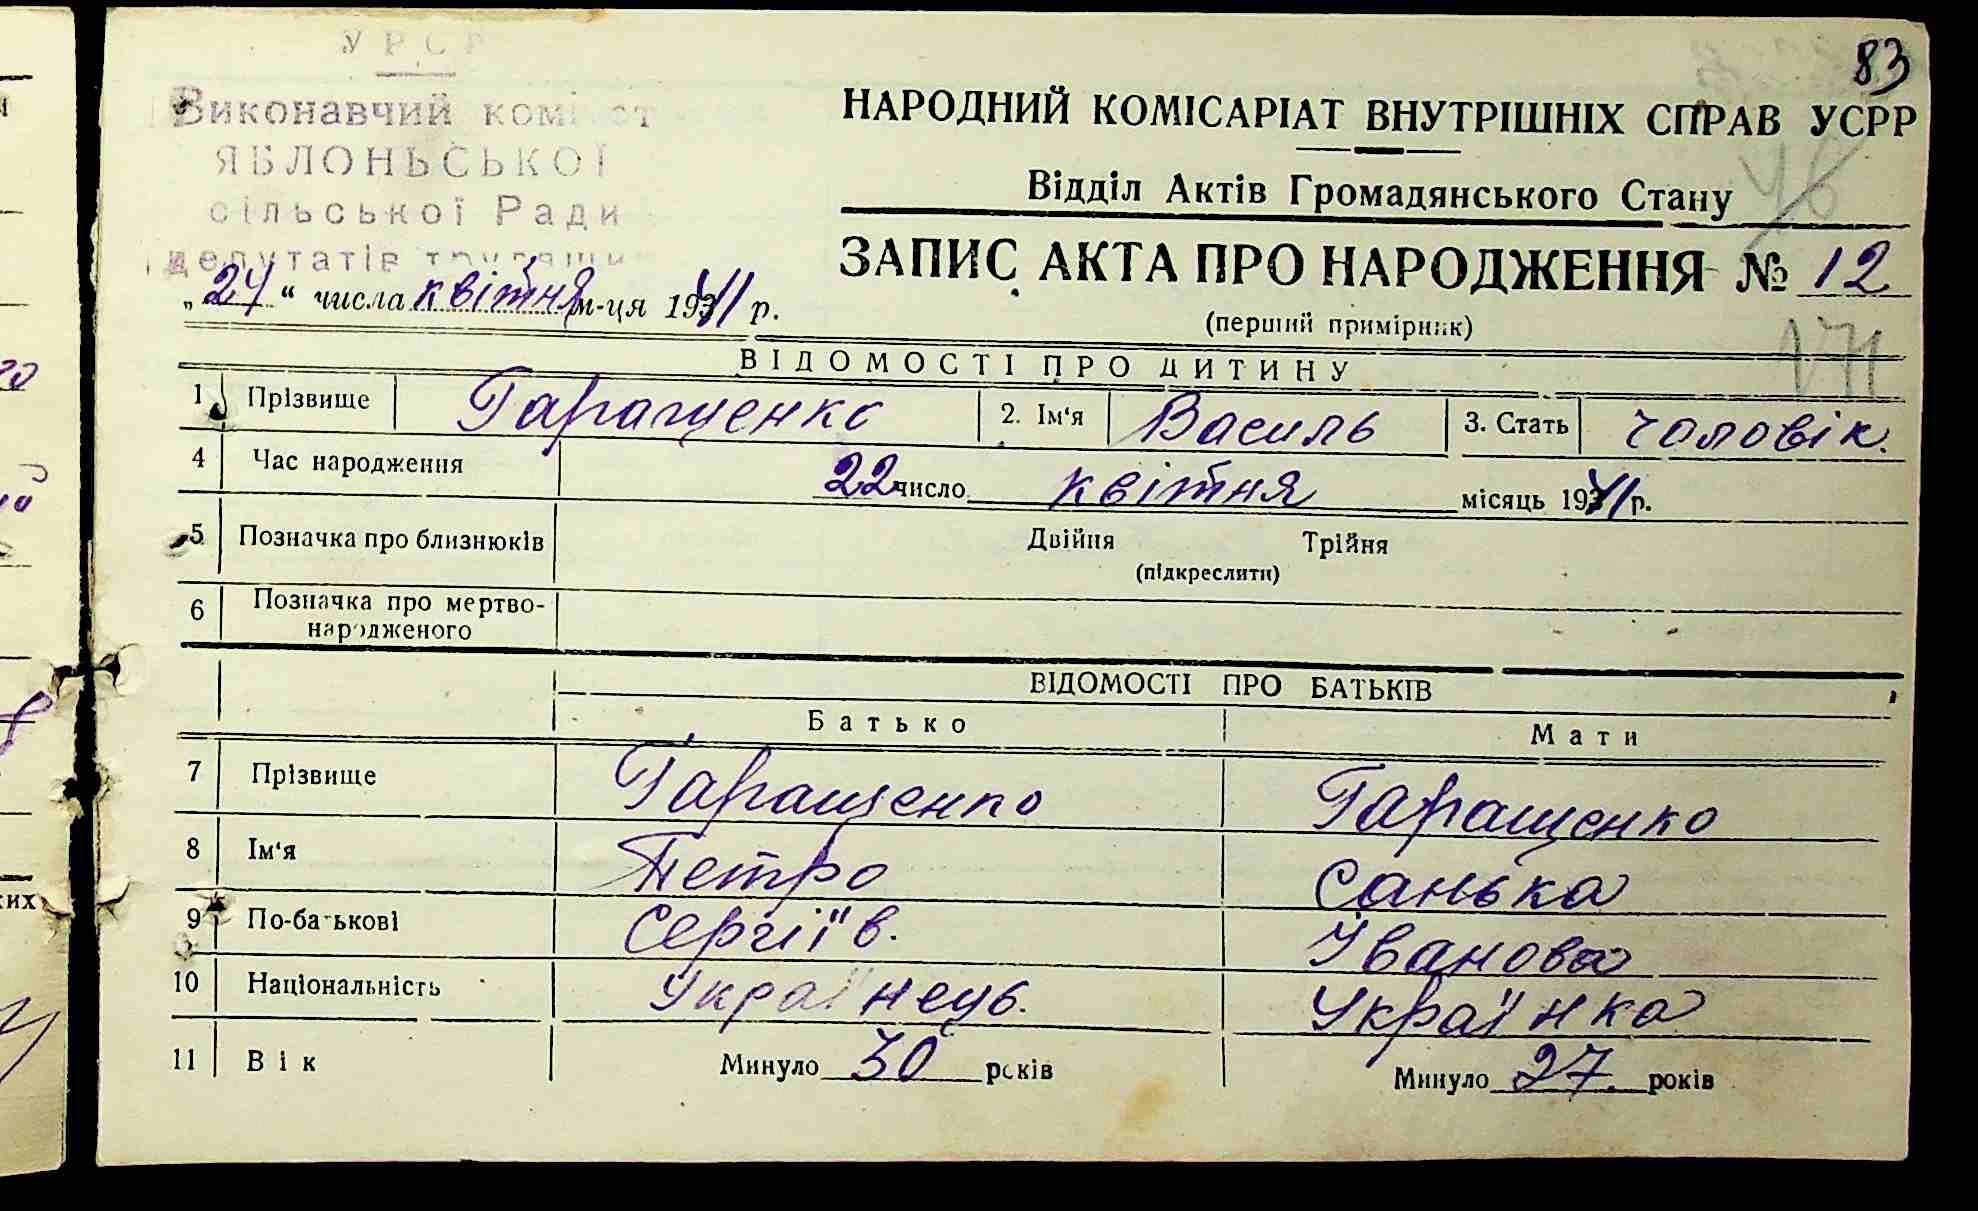 УРСР
Виконавчий комітет
ЯБЛОНЬСЬКОЇ
сільської Ради
депутатів трудящих
„24“ числа квітня м-ця 1941 р.
83
НАРОДНИЙ КОМІСАРІАТ ВНУТРІШНІХ СПРАВ УСРР
Відділ Актів Громадянського Стану
46
ЗАПИС АКТА ПРО НАРОДЖЕННЯ № 12
(перший примірник)
171
ВІДОМОСТІ ПРО ДИТИНУ
1 Прізвище Гаращенко 2. Ім‘я Василь 3. Стать чоловік.
4 Час народження 22 число квітня місяць 1941 р.
5 Позначка про близнюків Двійня Трійня
(підкреслити)
6 Позначка про мертво-
народженого
ВІДОМОСТІ ПРО БАТЬКІВ
Батько Мати
7 Прізвище Гаращенко Гаращенко
8 Ім‘я Петро Санька
9 По-батькові Сергіїв. Іванова
10 Національність Українець. Українка
11 Вік Минуло 30 років Минуло 27. років